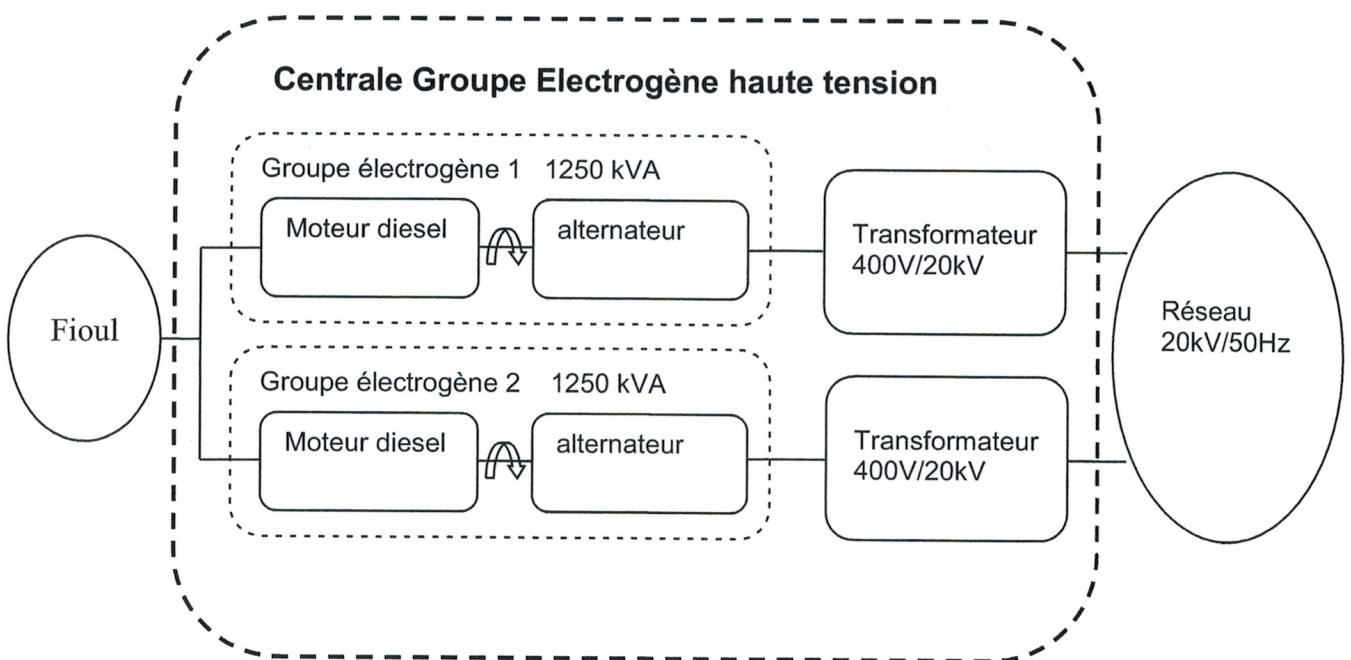 Centrale Groupe Electrogène haute tension
Groupe électrogène 1 1250 kVA
Moteur diesel
alternateur
Transformateur
400V/20kV
Fioul
Réseau
20kV/50Hz
Groupe électrogène 2 1250 kVA
Moteur diesel
alternateur
Transformateur
400V/20kV